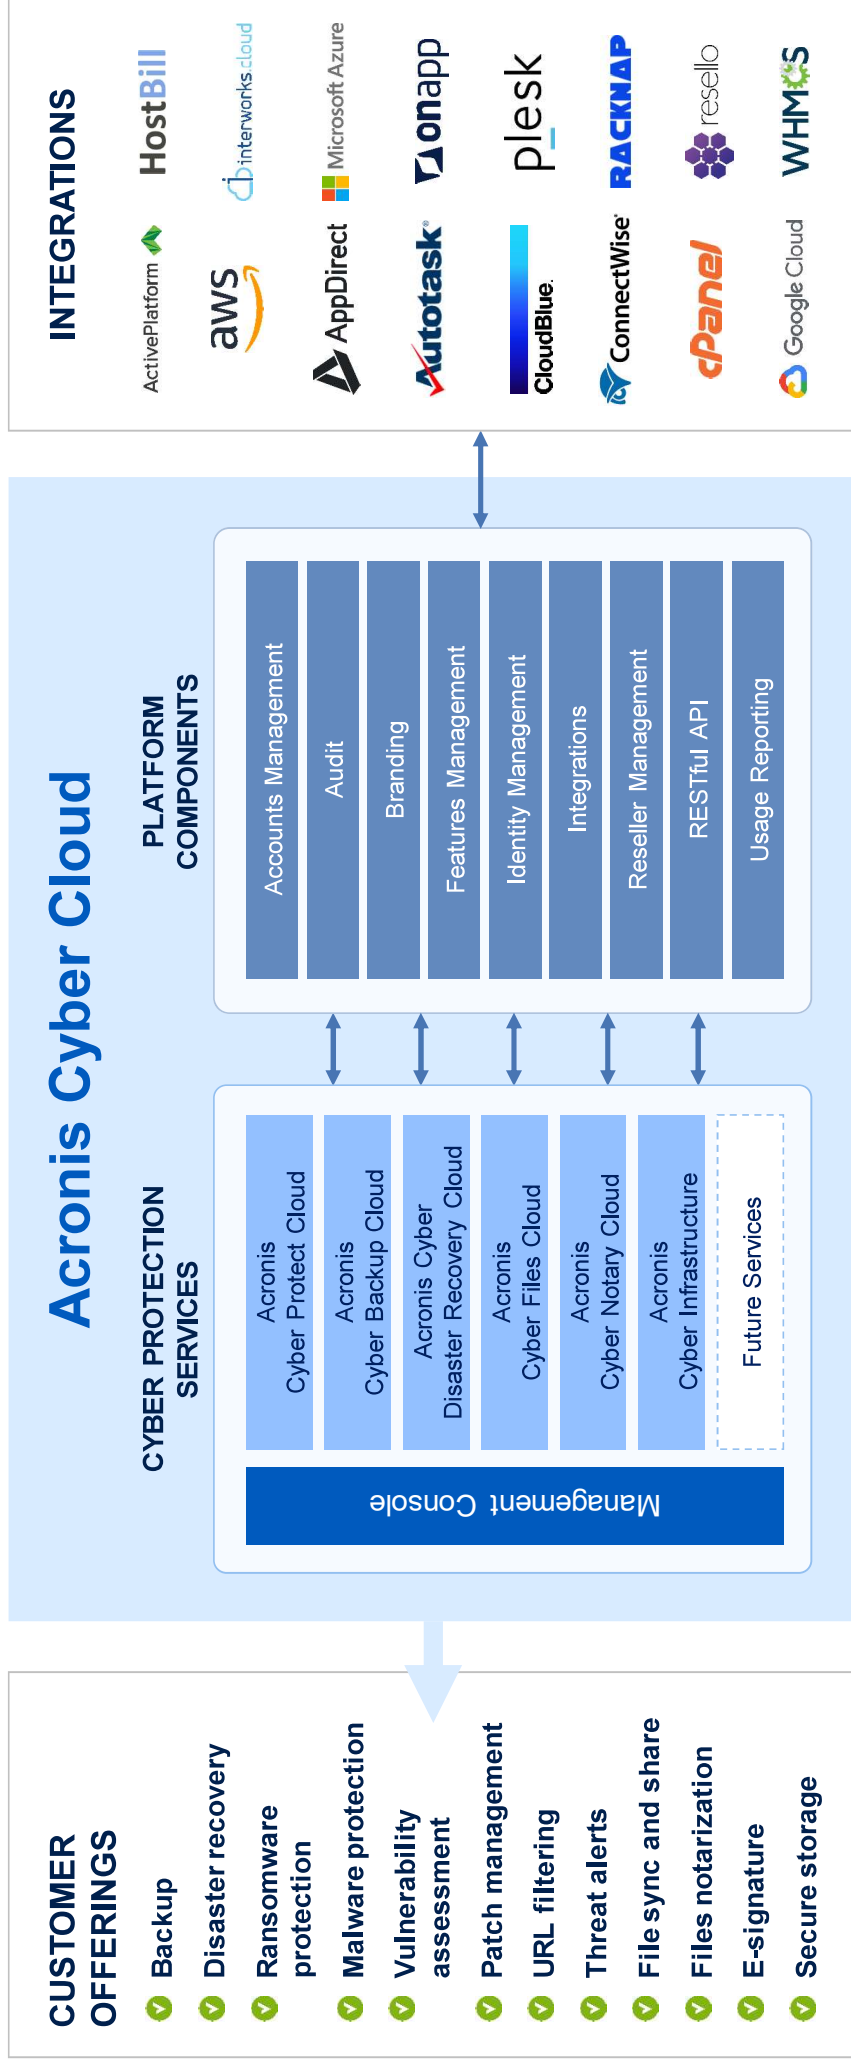 CUSTOMER
OFFERINGS
Backup
Disaster recovery
Ransomware
protection
Malware protection
Vulnerability
assessment
Patch management
URL filtering
Threat alerts
File sync and share
Files notarization
E-signature
Secure storage
Acronis Cyber Cloud
CYBER PROTECTION
SERVICES
Management Console
Acronis
Cyber Protect Cloud
Acronis
Cyber Backup Cloud
Acronis Cyber
Disaster Recovery Cloud
Acronis
Cyber Files Cloud
Acronis
Cyber Notary Cloud
Acronis
Cyber Infrastructure
Future Services
PLATFORM
COMPONENTS
Accounts Management
Audit
Branding
Features Management
Identity Management
Integrations
Reseller Management
RESTful API
Usage Reporting
INTEGRATIONS
ActivePlatform
HostBill
aws
interworks.cloud
AppDirect
Microsoft Azure
Autotask
onapp
CloudBlue.
plesk
ConnectWise
RACKNAP
cPanel
resello
Google Cloud
WHMCS